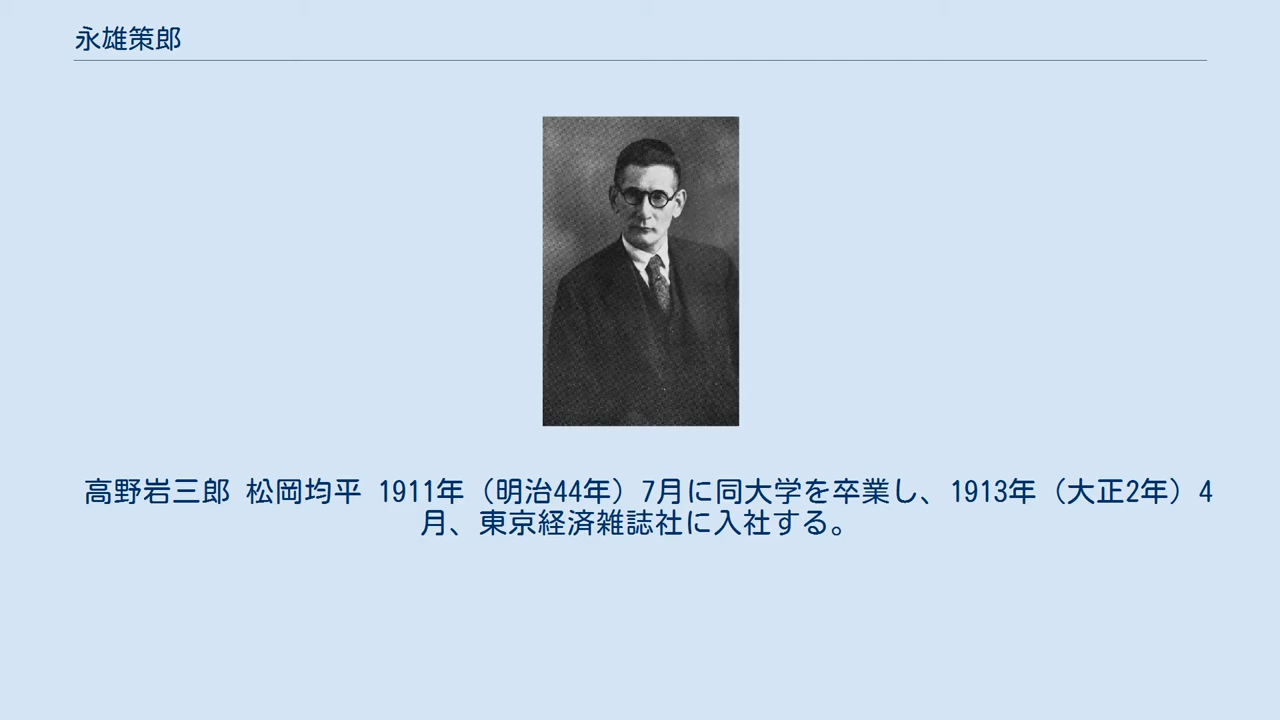 永雄策郎
高野岩三郎 松岡均平 1911年（明治44年）7月に同大学を卒業し、1913年（大正2年）4
月、東京経済雑誌社に入社する。